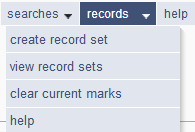 searches records help
create record set
view record sets
clear current marks
help